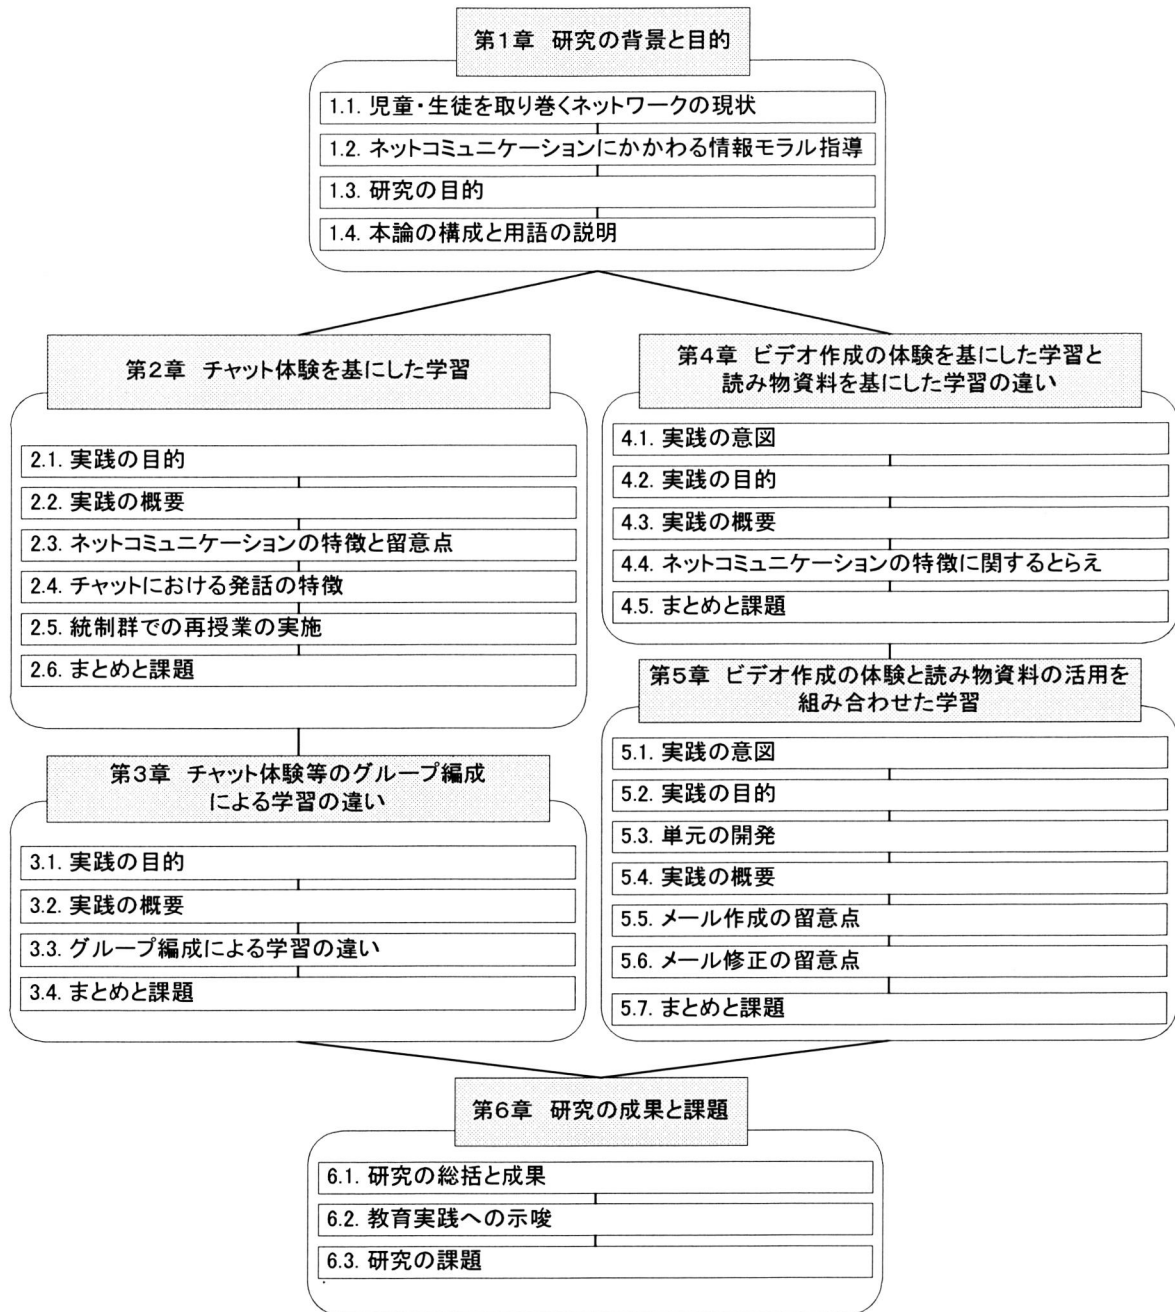 第1章 研究の背景と目的
1.1. 児童・生徒を取り巻くネットワークの現状
1.2. ネットコミュニケーションにかかわる情報モラル指導
1.3. 研究の目的
1.4. 本論の構成と用語の説明
第2章 チャット体験を基にした学習
2.1. 実践の目的
2.2. 実践の概要
2.3. ネットコミュニケーションの特徴と留意点
2.4. チャットにおける発話の特徴
2.5. 統制群での再授業の実施
2.6. まとめと課題
第3章 チャット体験等のグループ編成
による学習の違い
3.1. 実践の目的
3.2. 実践の概要
3.3. グループ編成による学習の違い
3.4. まとめと課題
第4章 ビデオ作成の体験を基にした学習と
読み物資料を基にした学習の違い
4.1. 実践の意図
4.2. 実践の目的
4.3. 実践の概要
4.4. ネットコミュニケーションの特徴に関するとらえ
4.5. まとめと課題
第5章 ビデオ作成の体験と読み物資料の活用を
組み合わせた学習
5.1. 実践の意図
5.2. 実践の目的
5.3. 単元の開発
5.4. 実践の概要
5.5. メール作成の留意点
5.6. メール修正の留意点
5.7. まとめと課題
第6章 研究の成果と課題
6.1. 研究の総括と成果
6.2. 教育実践への示唆
6.3. 研究の課題